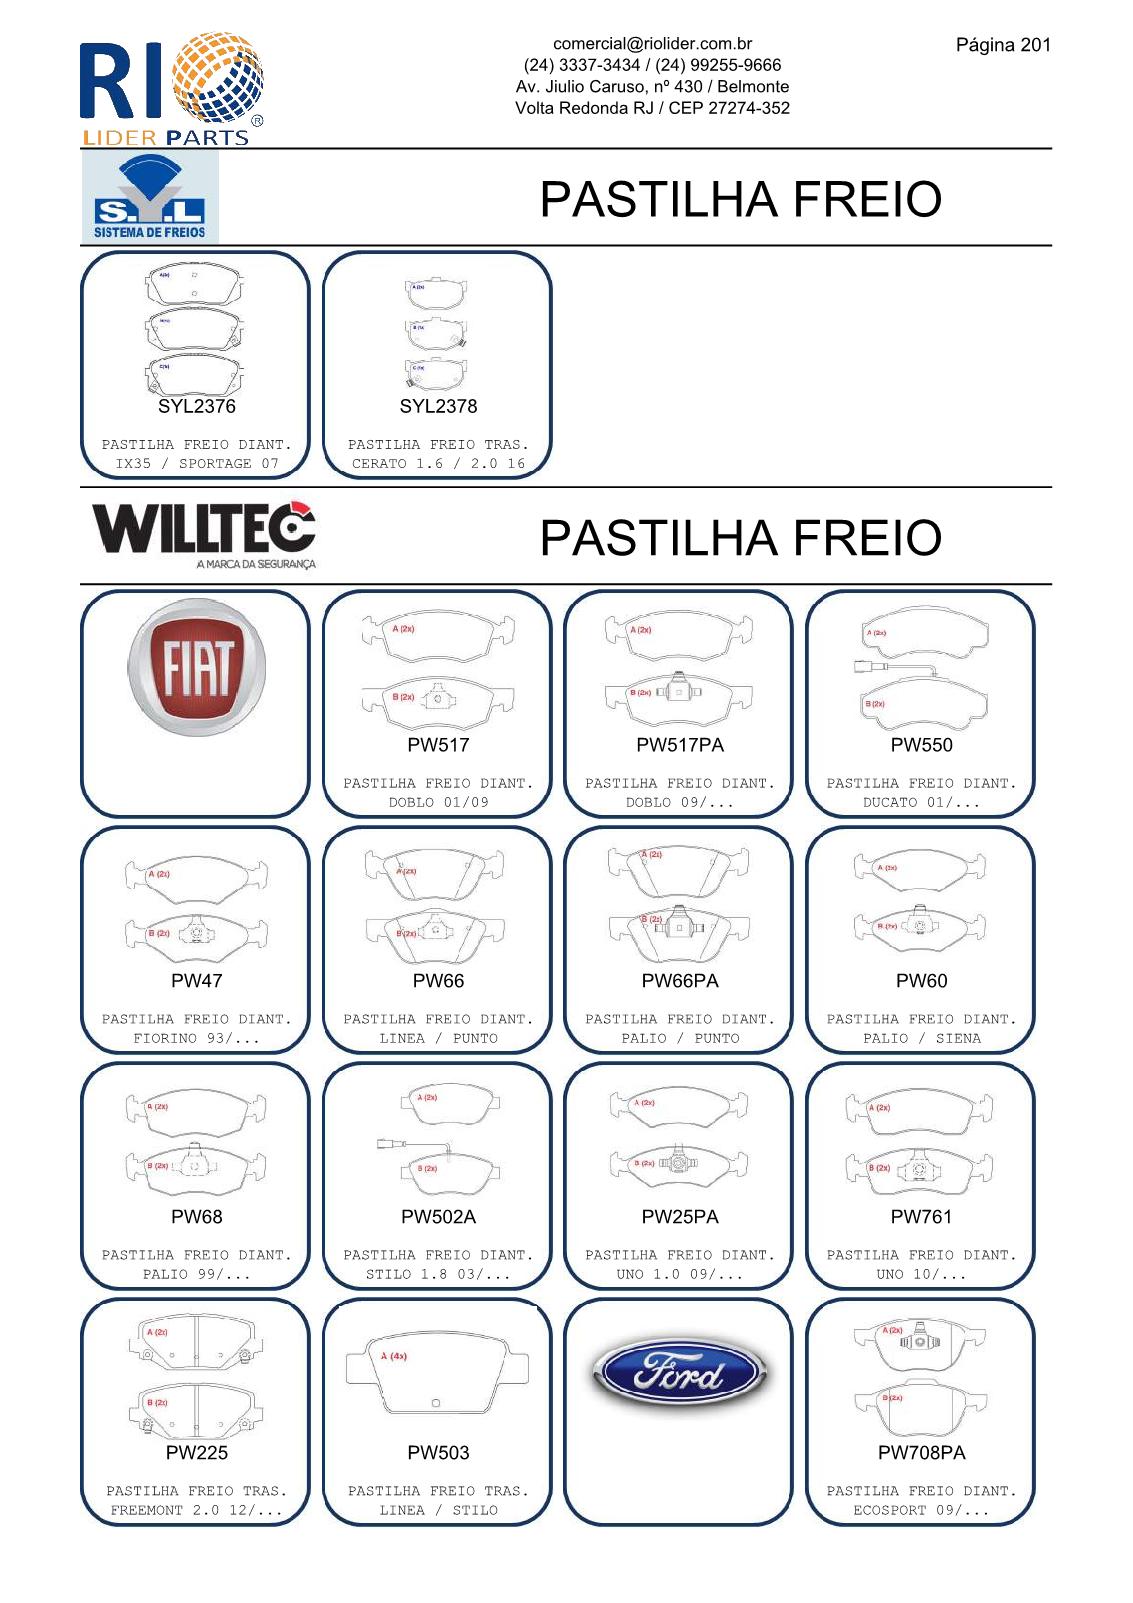 RIO
LIDER PARTS
®
comercial@riolider.com.br
(24) 3337-3434 / (24) 99255-9666
Av. Jiulio Caruso, nº 430 / Belmonte
Volta Redonda RJ / CEP 27274-352
Página 201
S.Y.L
SISTEMA DE FREIOS
PASTILHA FREIO
SYL2376
PASTILHA FREIO DIANT.
IX35 / SPORTAGE 07
A (2x)
B (1x)
C (1x)
SYL2378
PASTILHA FREIO TRAS.
CERATO 1.6 / 2.0 16
WILLTEC
A MARCA DA SEGURANÇA
PASTILHA FREIO
FIAT
A (2x)
B (2x)
PW517
PASTILHA FREIO DIANT.
DOBLO 01/09
A (2x)
B (2x)
PW517PA
PASTILHA FREIO DIANT.
DOBLO 09/...
A (2x)
B (2x)
PW550
PASTILHA FREIO DIANT.
DUCATO 01/...
A (2x)
B (2x)
PW47
PASTILHA FREIO DIANT.
FIORINO 93/...
A (2x)
B (2x)
PW66
PASTILHA FREIO DIANT.
LINEA / PUNTO
A (2x)
B (2x)
PW66PA
PASTILHA FREIO DIANT.
PALIO / PUNTO
A (2x)
B (2x)
PW60
PASTILHA FREIO DIANT.
PALIO / SIENA
A (2x)
B (2x)
PW68
PASTILHA FREIO DIANT.
PALIO 99/...
A (2x)
B (2x)
PW502A
PASTILHA FREIO DIANT.
STILO 1.8 03/...
A (2x)
B (2x)
PW25PA
PASTILHA FREIO DIANT.
UNO 1.0 09/...
A (2x)
B (2x)
PW761
PASTILHA FREIO DIANT.
UNO 10/...
A (2x)
B (2x)
PW225
PASTILHA FREIO TRAS.
FREEMONT 2.0 12/...
A (4x)
PW503
PASTILHA FREIO TRAS.
LINEA / STILO
Ford
A (2x)
B (2x)
PW708PA
PASTILHA FREIO DIANT.
ECOSPORT 09/...